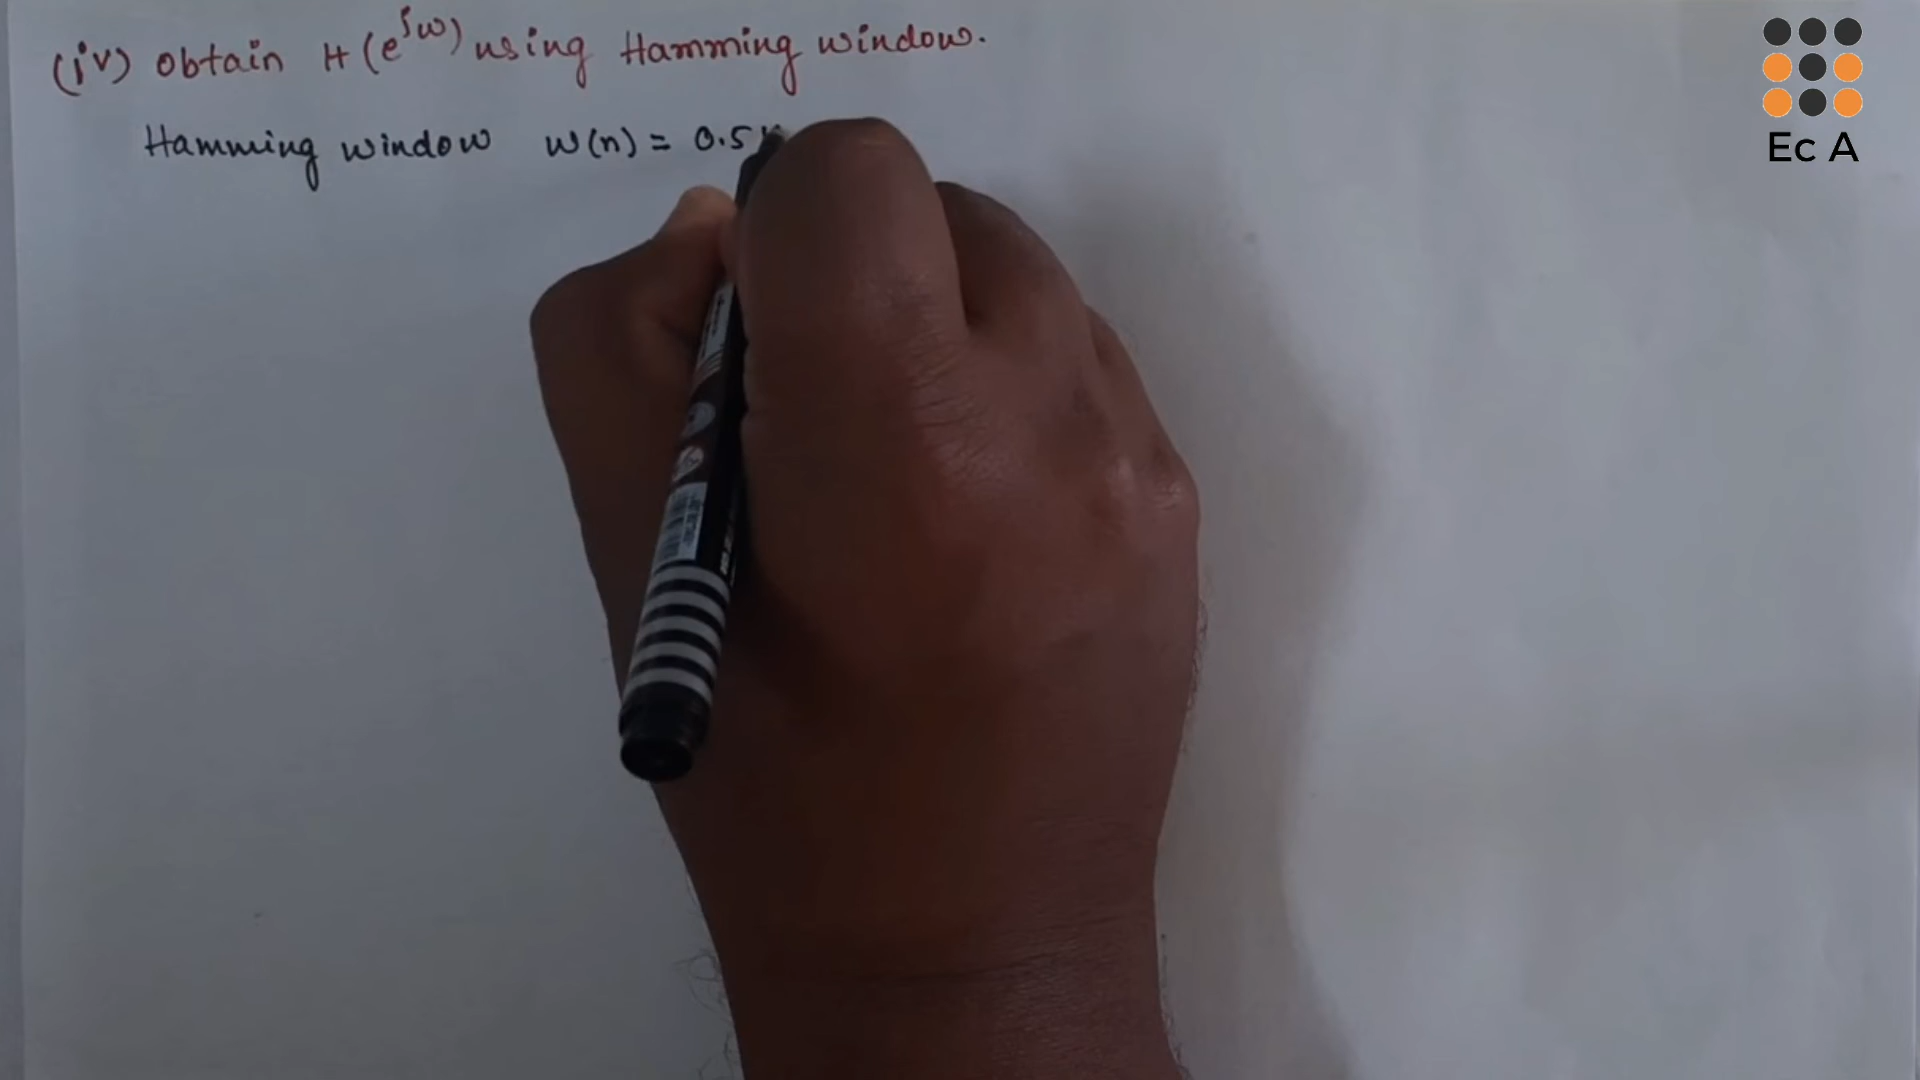 (iv) Obtain H(e^jω) using Hamming window.
Hamming window w(n) = 0.5
Ec A